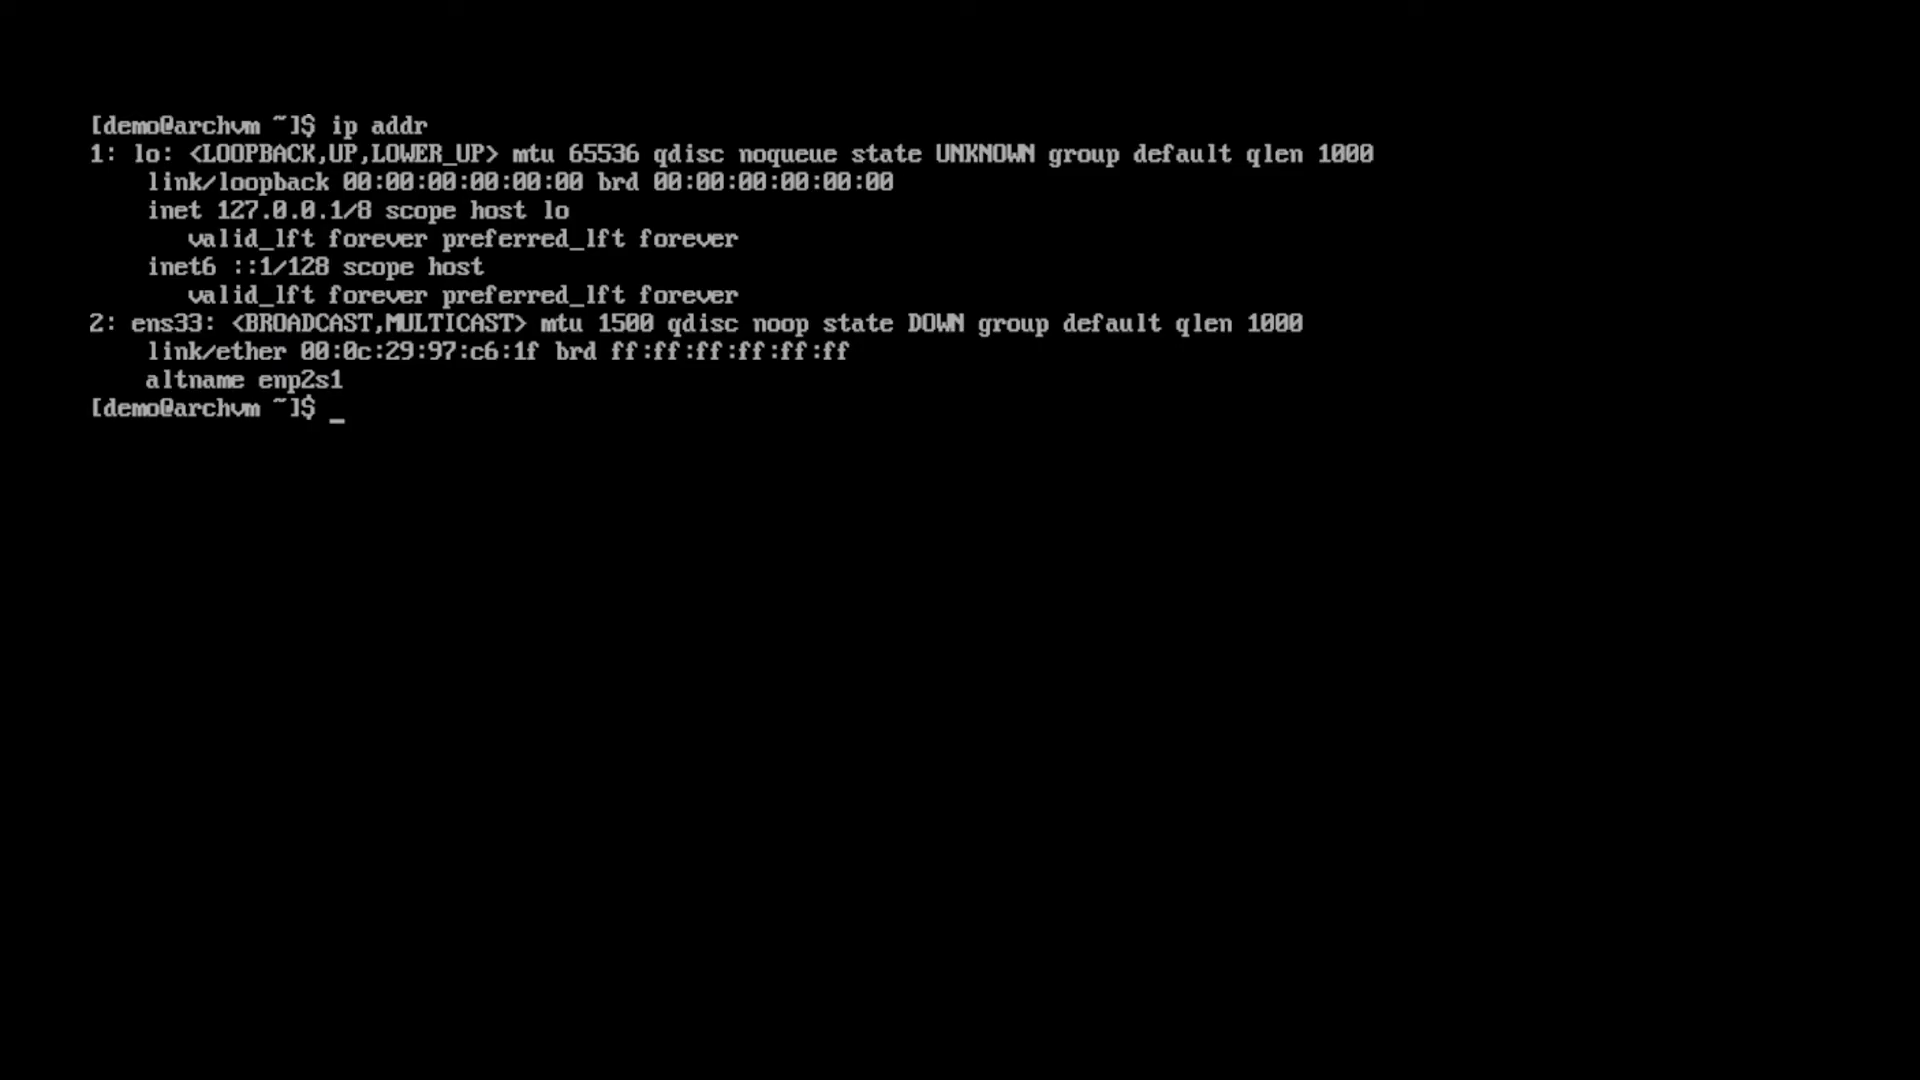 [demo@archvm ~]$ ip addr
1: lo: <LOOPBACK,UP,LOWER_UP> mtu 65536 qdisc noqueue state UNKNOWN group default qlen 1000
    link/loopback 00:00:00:00:00:00 brd 00:00:00:00:00:00
    inet 127.0.0.1/8 scope host lo
       valid_lft forever preferred_lft forever
    inet6 ::1/128 scope host
       valid_lft forever preferred_lft forever
2: ens33: <BROADCAST,MULTICAST> mtu 1500 qdisc noop state DOWN group default qlen 1000
    link/ether 00:0c:29:97:c6:1f brd ff:ff:ff:ff:ff:ff
    altname enp2s1
[demo@archvm ~]$ _